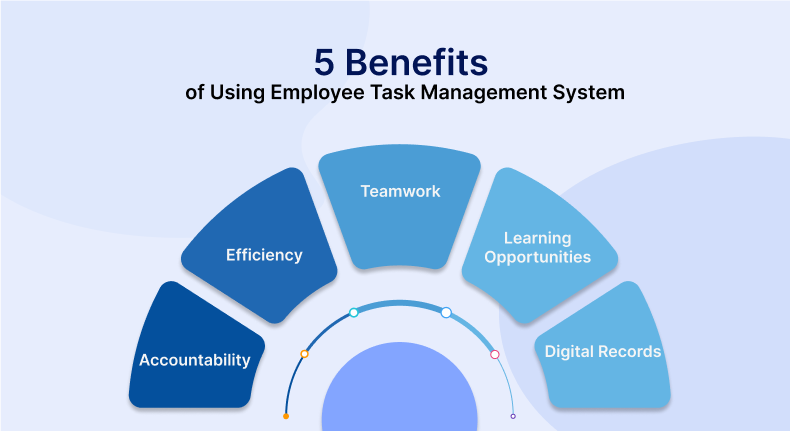 5 Benefits
of Using Employee Task Management System
Accountability
Efficiency
Teamwork
Learning
Opportunities
Digital Records